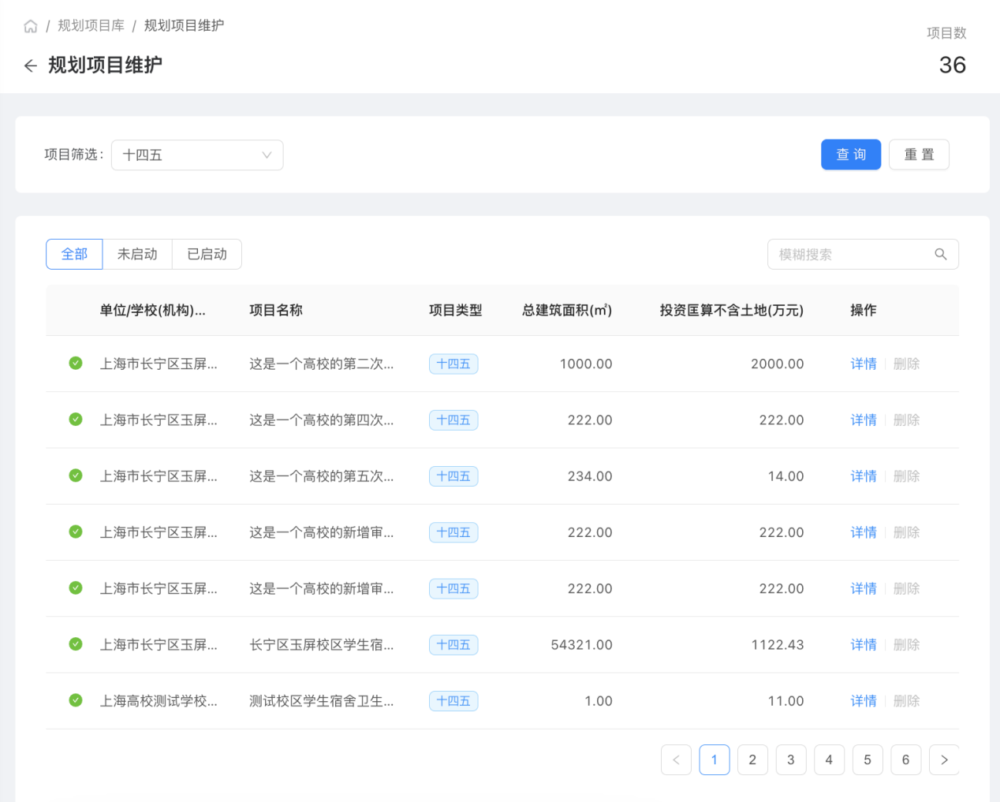 / 规划项目库 / 规划项目维护
项目数
← 规划项目维护
36
项目筛选: 十四五 查 询 重 置
全部 未启动 已启动 模糊搜索
单位/学校(机构)... 项目名称 项目类型 总建筑面积(㎡) 投资匡算不含土地(万元) 操作
上海市长宁区玉屏... 这是一个高校的第二次... 十四五 1000.00 2000.00 详情 删除
上海市长宁区玉屏... 这是一个高校的第四次... 十四五 222.00 222.00 详情 删除
上海市长宁区玉屏... 这是一个高校的第五次... 十四五 234.00 14.00 详情 删除
上海市长宁区玉屏... 这是一个高校的新增审... 十四五 222.00 222.00 详情 删除
上海市长宁区玉屏... 这是一个高校的新增审... 十四五 222.00 222.00 详情 删除
上海市长宁区玉屏... 长宁区玉屏校区学生宿... 十四五 54321.00 1122.43 详情 删除
上海高校测试学校... 测试校区学生宿舍卫生... 十四五 1.00 11.00 详情 删除
< 1 2 3 4 5 6 >